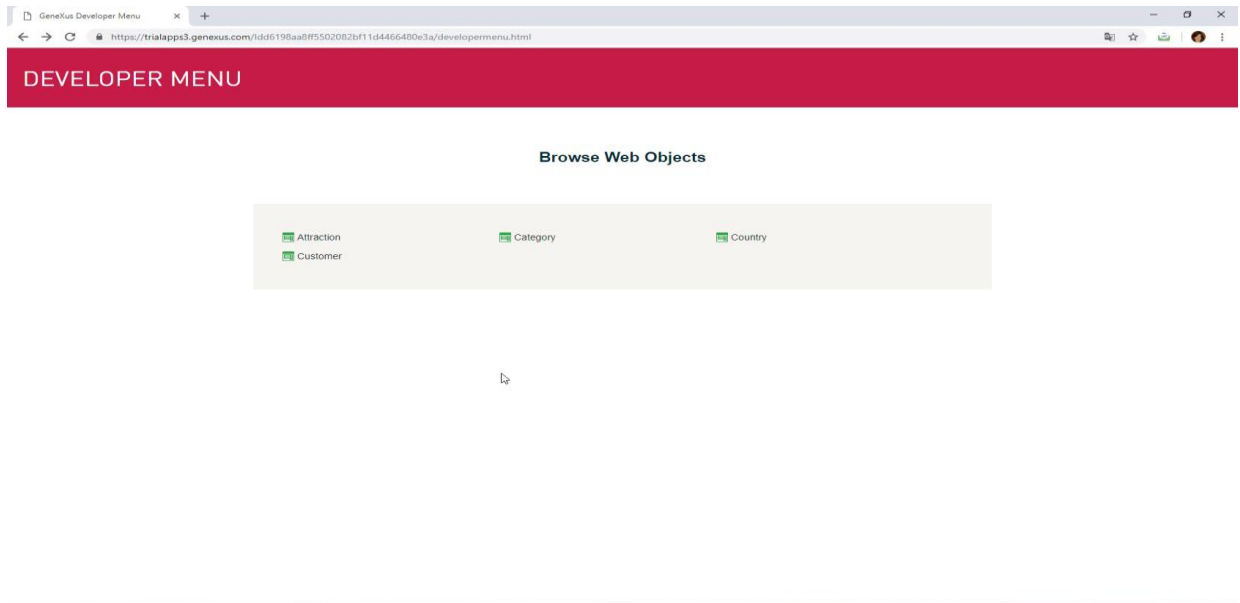 GeneXus Developer Menu
https://trialapps3.genexus.com/Idd6198aa8ff5502082bf11d4466480e3a/developermenu.html
DEVELOPER MENU
Browse Web Objects
Attraction Category Country
Customer